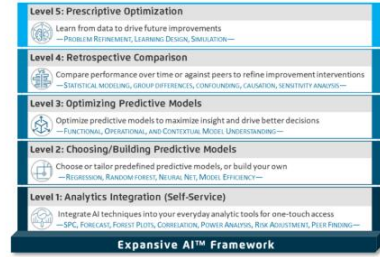 Level 5: Prescriptive Optimization
Learn from data to drive future improvements
—PROBLEM REFINEMENT, LEARNING DESIGN, SIMULATION—
Level 4: Retrospective Comparison
Compare performance over time or against peers to refine improvement interventions
—STATISTICAL MODELING, GROUP DIFFERENCES, CONFOUNDING, CAUSATION, SENSITIVITY ANALYSIS—
Level 3: Optimizing Predictive Models
Optimize predictive models to maximize insight and drive better decisions
—FUNCTIONAL, OPERATIONAL, AND CONTEXTUAL MODEL UNDERSTANDING—
Level 2: Choosing/Building Predictive Models
Choose or tailor predefined predictive models, or build your own
—REGRESSION, RANDOM FOREST, NEURAL NET, MODEL EFFICIENCY—
Level 1: Analytics Integration (Self-Service)
Integrate AI techniques into your everyday analytic tools for one-touch access
—SPC, FORECAST, FOREST PLOTS, CORRELATION, POWER ANALYSIS, RISK ADJUSTMENT, PEER FINDING—
Expansive AI™ Framework